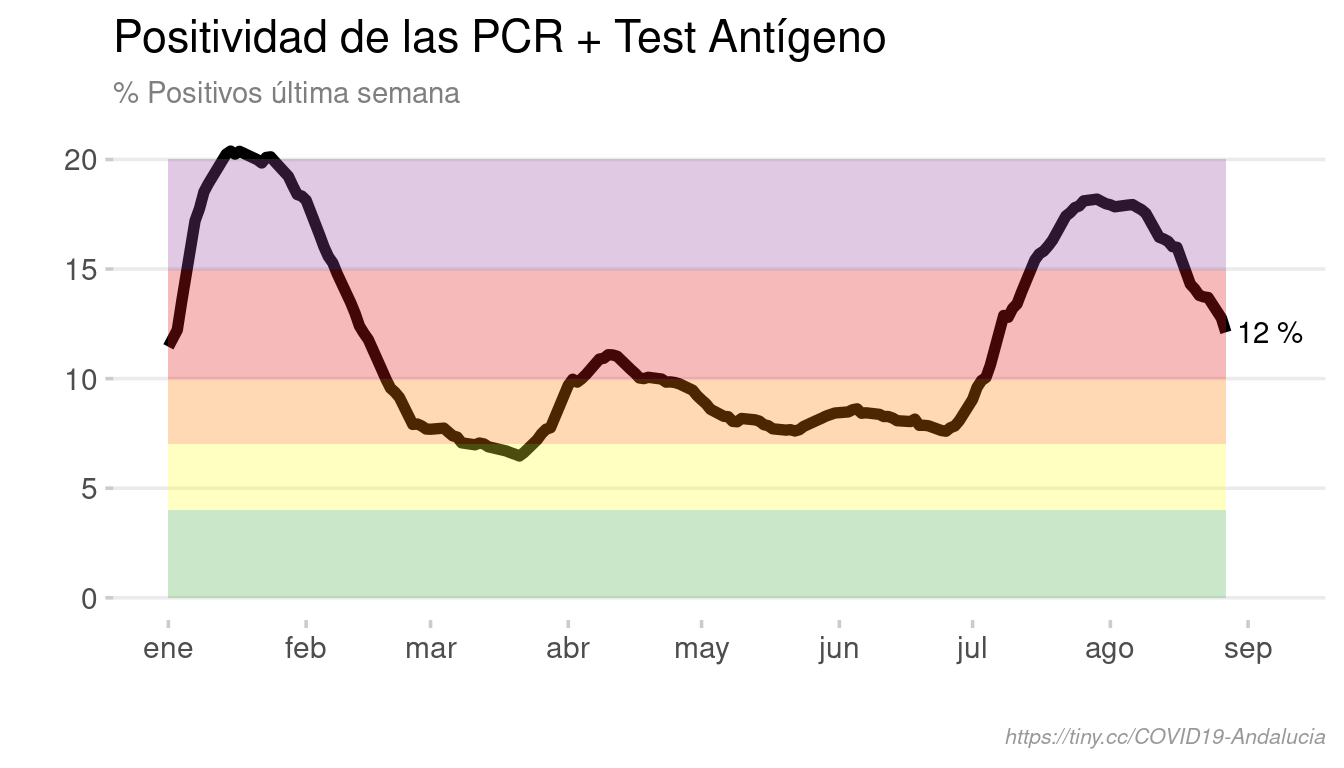 Positividad de las PCR + Test Antígeno
% Positivos última semana
20
15
12 %
10
5
0
ene feb mar abr may jun jul ago sep
https://tiny.cc/COVID19-Andalucia